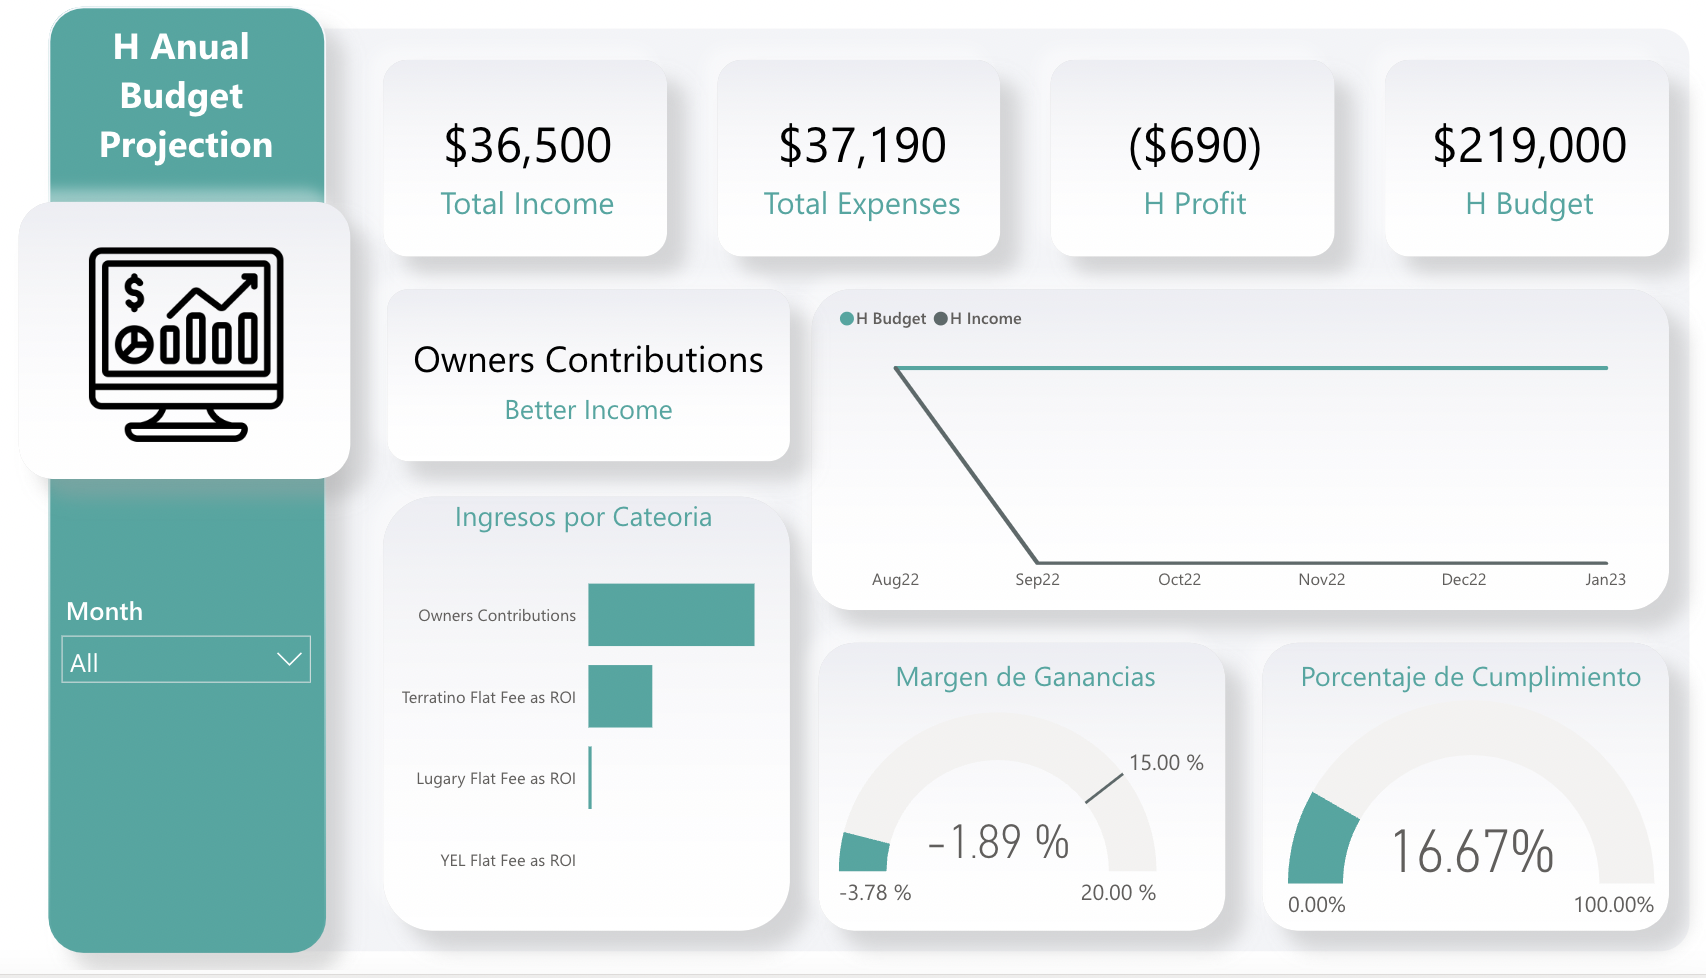 H Anual
Budget
Projection
$
Month
All
$36,500
Total Income
$37,190
Total Expenses
($690)
H Profit
$219,000
H Budget
Owners Contributions
Better Income
H Budget H Income
Aug22 Sep22 Oct22 Nov22 Dec22 Jan23
Ingresos por Cateoria
Owners Contributions
Terratino Flat Fee as ROI
Lugary Flat Fee as ROI
YEL Flat Fee as ROI
Margen de Ganancias
15.00 %
-1.89 %
-3.78 % 20.00 %
Porcentaje de Cumplimiento
16.67%
0.00% 100.00%